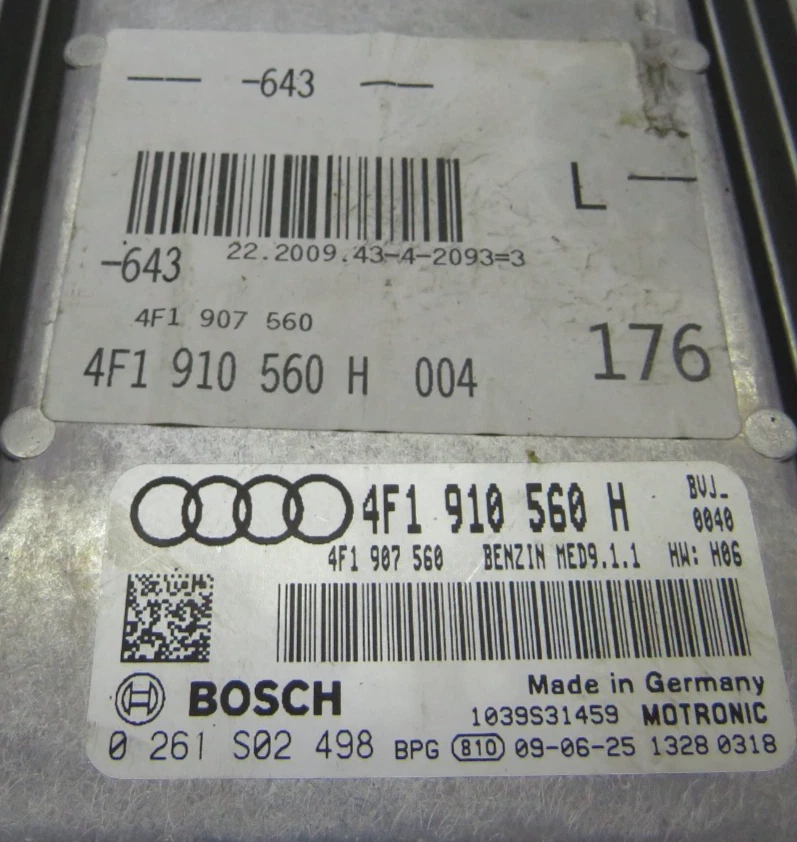 -643
L
-643 22.2009.43-4-2093=3
4F1 907 560
4F1 910 560 H 004 176
4F1 910 560 H BVJ_
0040
4F1 907 560 BENZIN MED9.1.1 HW: H06
BOSCH Made in Germany
1039S31459 MOTRONIC
0 261 S02 498 BPG 810 09-06-25 1328 0318